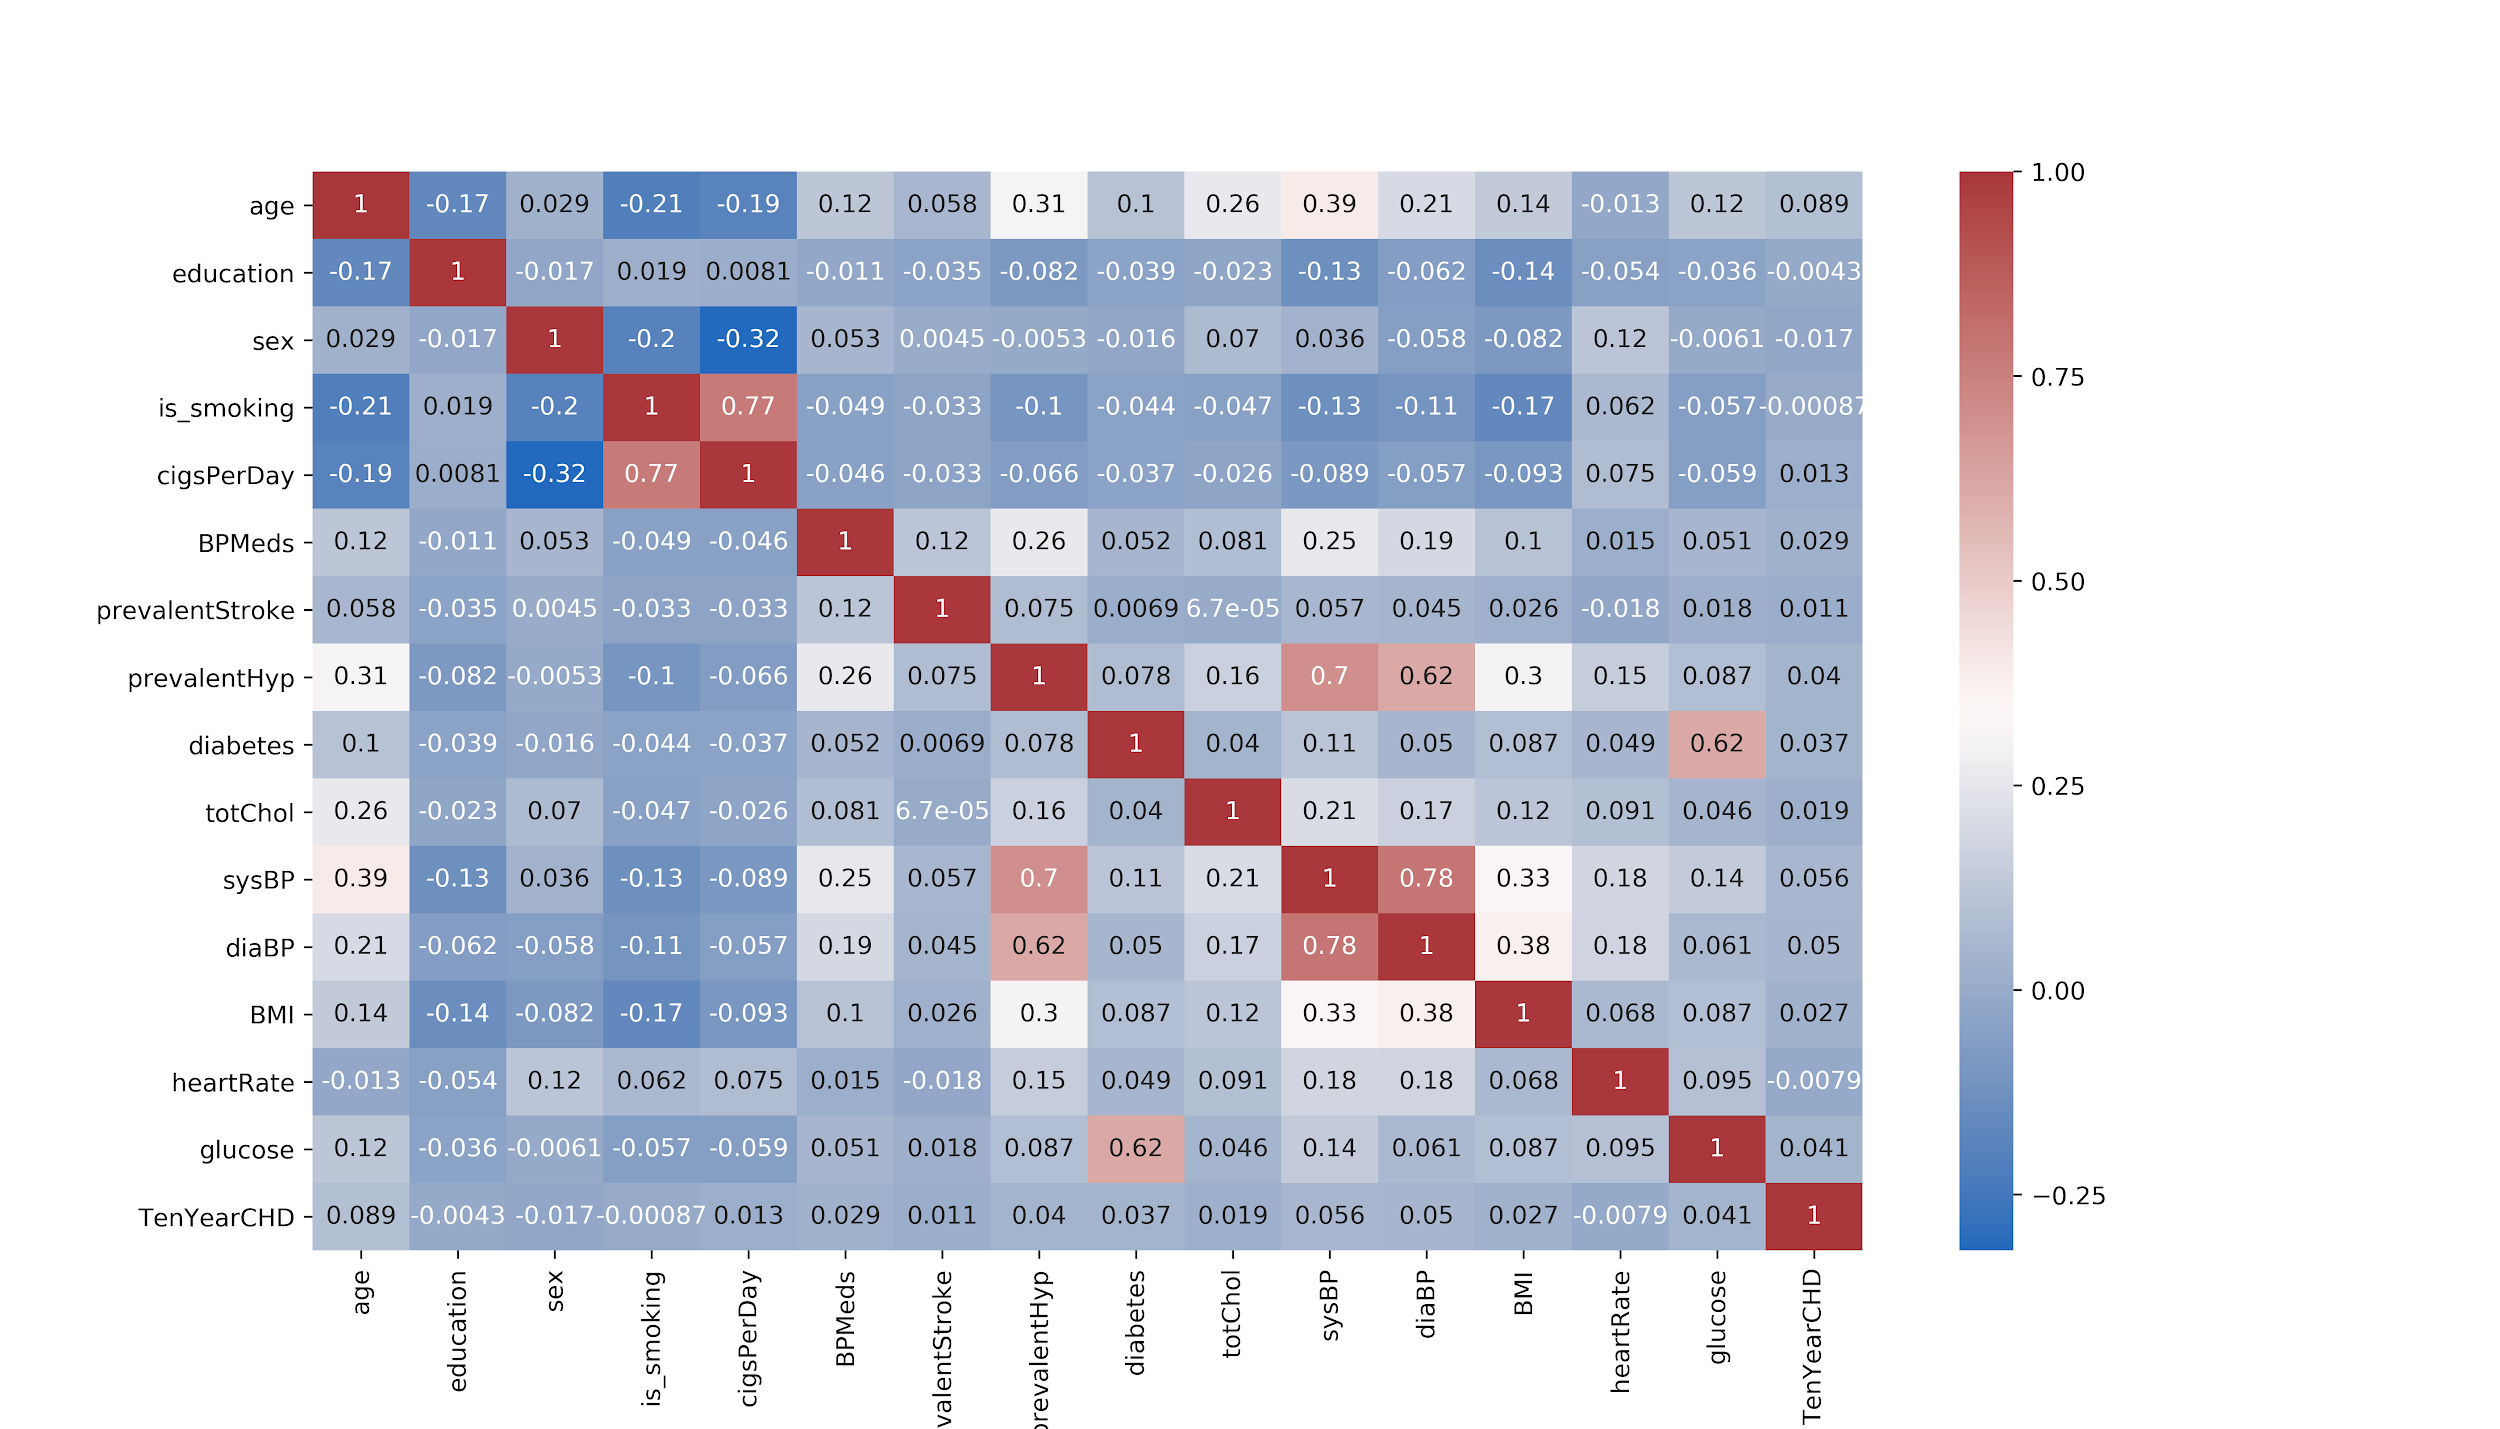 age 1 -0.17 0.029 -0.21 -0.19 0.12 0.058 0.31 0.1 0.26 0.39 0.21 0.14 -0.013 0.12 0.089
education -0.17 1 -0.017 0.019 0.0081 -0.011 -0.035 -0.082 -0.039 -0.023 -0.13 -0.062 -0.14 -0.054 -0.036 -0.0043
sex 0.029 -0.017 1 -0.2 -0.32 0.053 0.0045 -0.0053 -0.016 0.07 0.036 -0.058 -0.082 0.12 -0.0061 -0.017
is_smoking -0.21 0.019 -0.2 1 0.77 -0.049 -0.033 -0.1 -0.044 -0.047 -0.13 -0.11 -0.17 0.062 -0.057 -0.00087
cigsPerDay -0.19 0.0081 -0.32 0.77 1 -0.046 -0.033 -0.066 -0.037 -0.026 -0.089 -0.057 -0.093 0.075 -0.059 0.013
BPMeds 0.12 -0.011 0.053 -0.049 -0.046 1 0.12 0.26 0.052 0.081 0.25 0.19 0.1 0.015 0.051 0.029
prevalentStroke 0.058 -0.035 0.0045 -0.033 -0.033 0.12 1 0.075 0.0069 6.7e-05 0.057 0.045 0.026 -0.018 0.018 0.011
prevalentHyp 0.31 -0.082 -0.0053 -0.1 -0.066 0.26 0.075 1 0.078 0.16 0.7 0.62 0.3 0.15 0.087 0.04
diabetes 0.1 -0.039 -0.016 -0.044 -0.037 0.052 0.0069 0.078 1 0.04 0.11 0.05 0.087 0.049 0.62 0.037
totChol 0.26 -0.023 0.07 -0.047 -0.026 0.081 6.7e-05 0.16 0.04 1 0.21 0.17 0.12 0.091 0.046 0.019
sysBP 0.39 -0.13 0.036 -0.13 -0.089 0.25 0.057 0.7 0.11 0.21 1 0.78 0.33 0.18 0.14 0.056
diaBP 0.21 -0.062 -0.058 -0.11 -0.057 0.19 0.045 0.62 0.05 0.17 0.78 1 0.38 0.18 0.061 0.05
BMI 0.14 -0.14 -0.082 -0.17 -0.093 0.1 0.026 0.3 0.087 0.12 0.33 0.38 1 0.068 0.087 0.027
heartRate -0.013 -0.054 0.12 0.062 0.075 0.015 -0.018 0.15 0.049 0.091 0.18 0.18 0.068 1 0.095 -0.0079
glucose 0.12 -0.036 -0.0061 -0.057 -0.059 0.051 0.018 0.087 0.62 0.046 0.14 0.061 0.087 0.095 1 0.041
TenYearCHD 0.089 -0.0043 -0.017 -0.00087 0.013 0.029 0.011 0.04 0.037 0.019 0.056 0.05 0.027 -0.0079 0.041 1
age
education
sex
is_smoking
cigsPerDay
BPMeds
valentStroke
prevalentHyp
diabetes
totChol
sysBP
diaBP
BMI
heartRate
glucose
TenYearCHD
1.00
0.75
0.50
0.25
0.00
−0.25